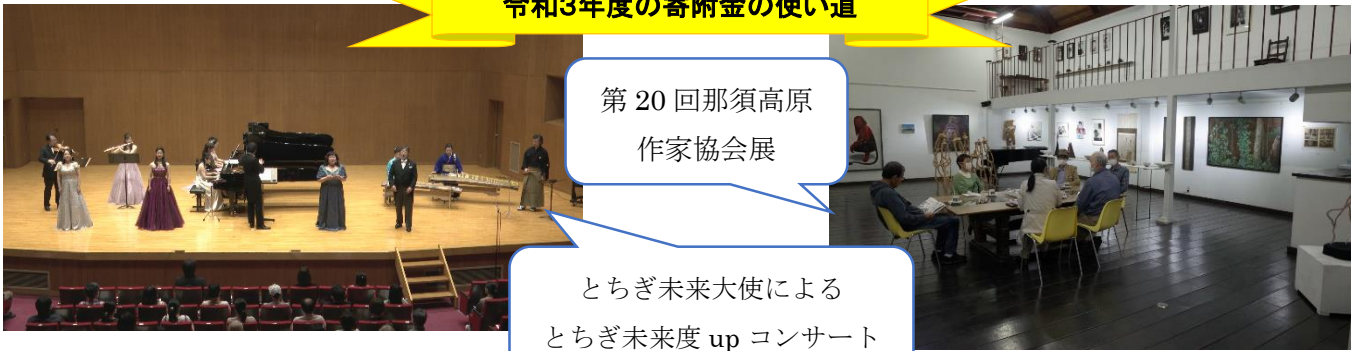 令和3年度の寄附金の使い道
第 20 回那須高原
作家協会展
とちぎ未来大使による
とちぎ未来度 up コンサート